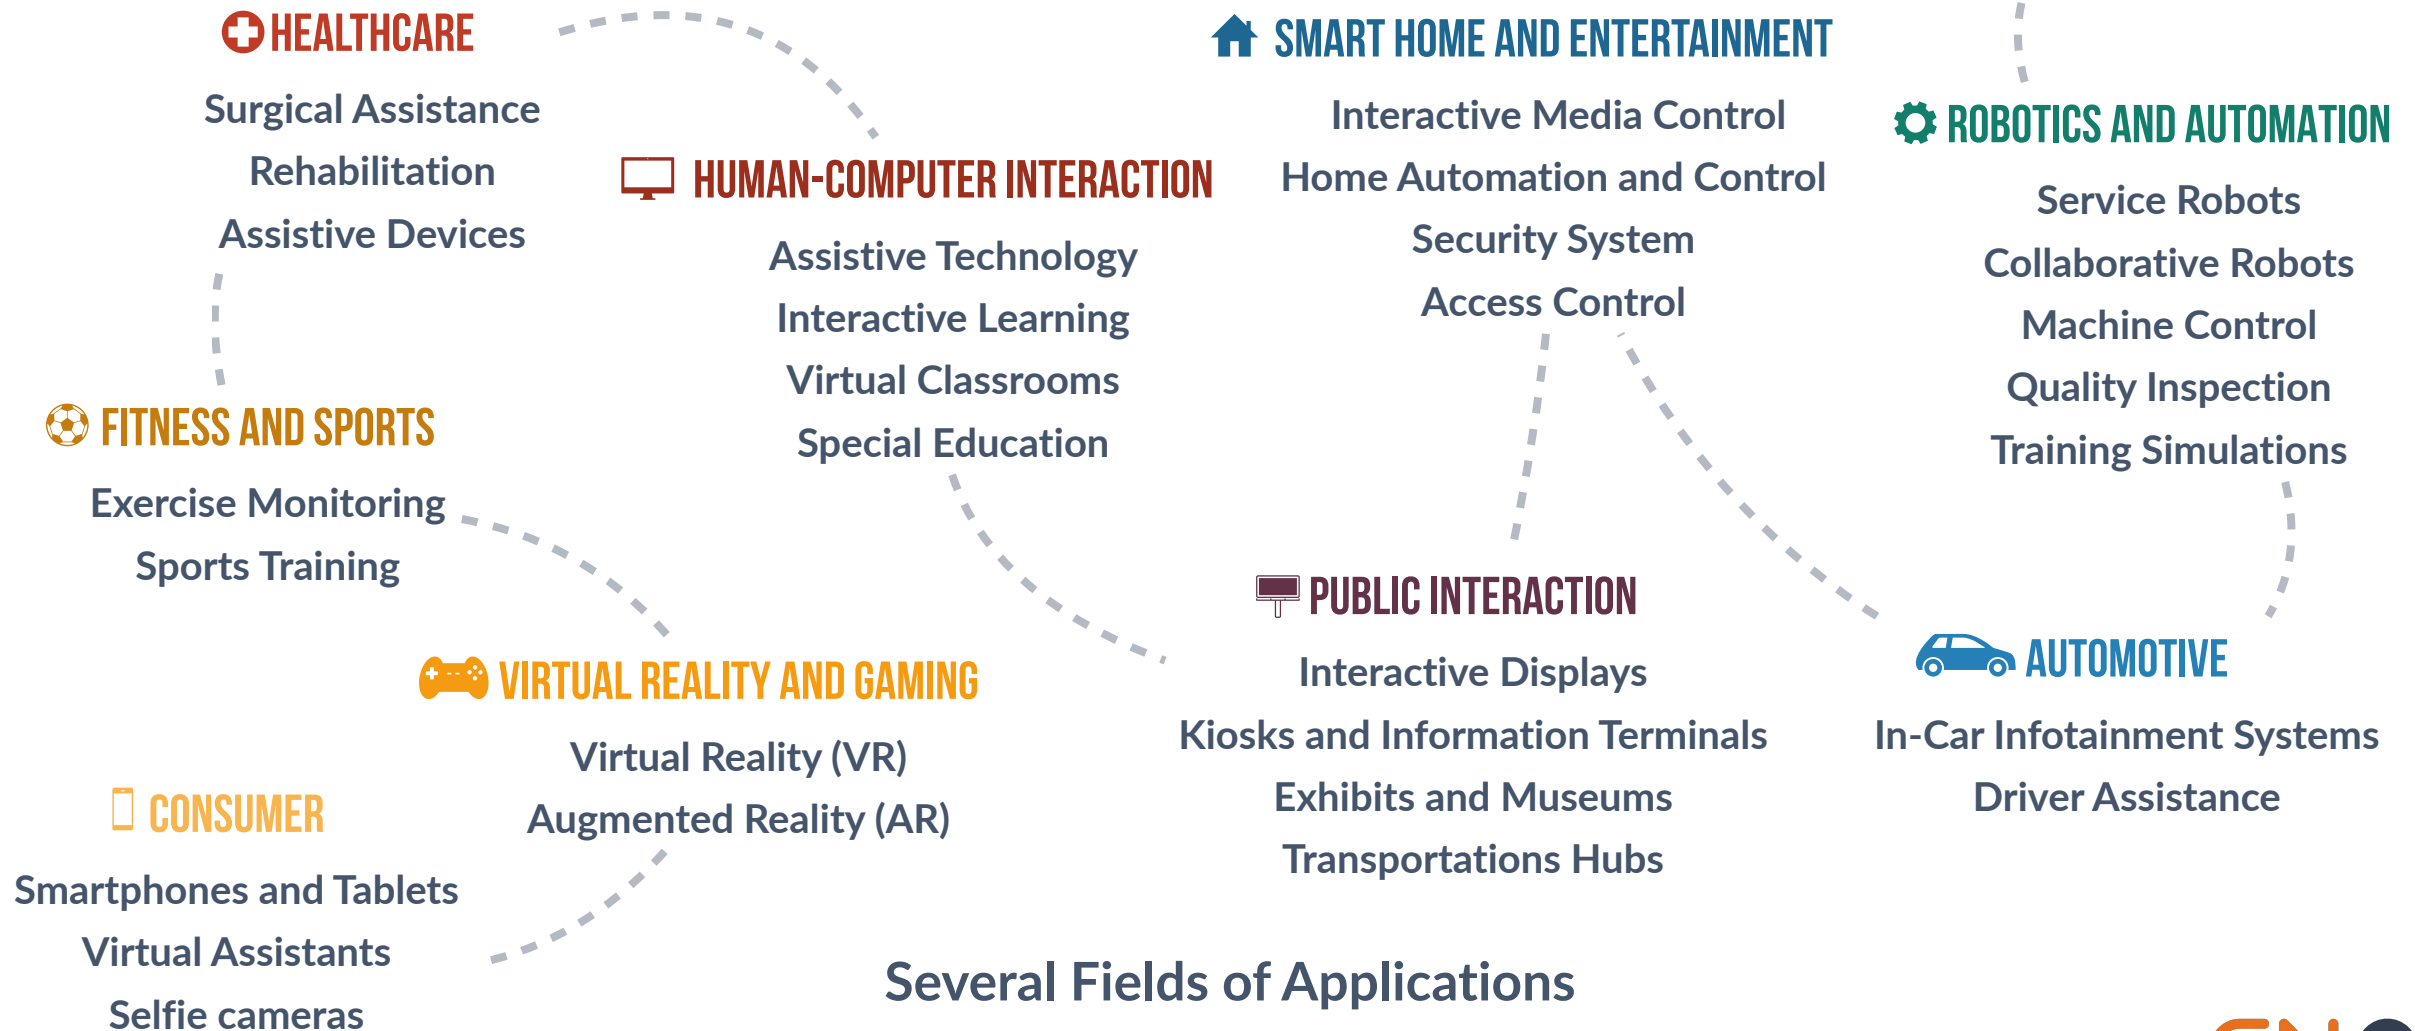 HEALTHCARE
Surgical Assistance
Rehabilitation
Assistive Devices
HUMAN-COMPUTER INTERACTION
Assistive Technology
Interactive Learning
Virtual Classrooms
Special Education
SMART HOME AND ENTERTAINMENT
Interactive Media Control
Home Automation and Control
Security System
Access Control
ROBOTICS AND AUTOMATION
Service Robots
Collaborative Robots
Machine Control
Quality Inspection
Training Simulations
FITNESS AND SPORTS
Exercise Monitoring
Sports Training
VIRTUAL REALITY AND GAMING
Virtual Reality (VR)
Augmented Reality (AR)
PUBLIC INTERACTION
Interactive Displays
Kiosks and Information Terminals
Exhibits and Museums
Transportations Hubs
AUTOMOTIVE
In-Car Infotainment Systems
Driver Assistance
CONSUMER
Smartphones and Tablets
Virtual Assistants
Selfie cameras
Several Fields of Applications